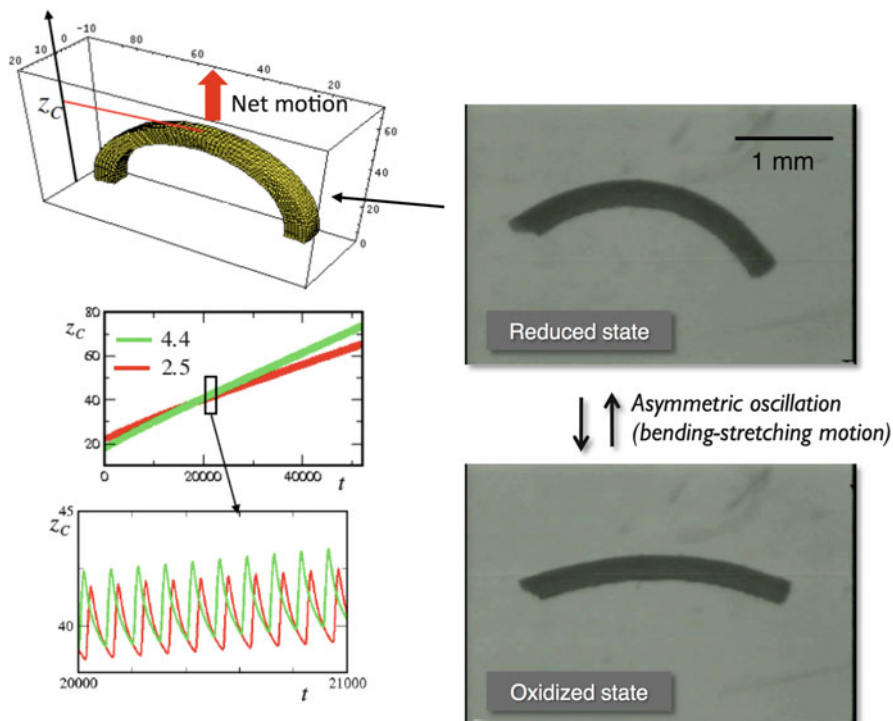 -10
0
10
20
80
60
40
20
60
40
20
0
z_C
Net motion
1 mm
Reduced state
80
60
40
20
z_C
4.4
2.5
0
20000
40000
t
Asymmetric oscillation
(bending-stretching motion)
45
z_C
40
20000
21000
t
Oxidized state